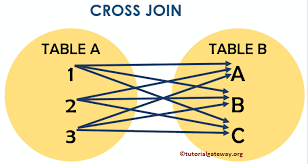 CROSS JOIN
TABLE A TABLE B
1 A
2 B
3 C
©tutorialgateway.org